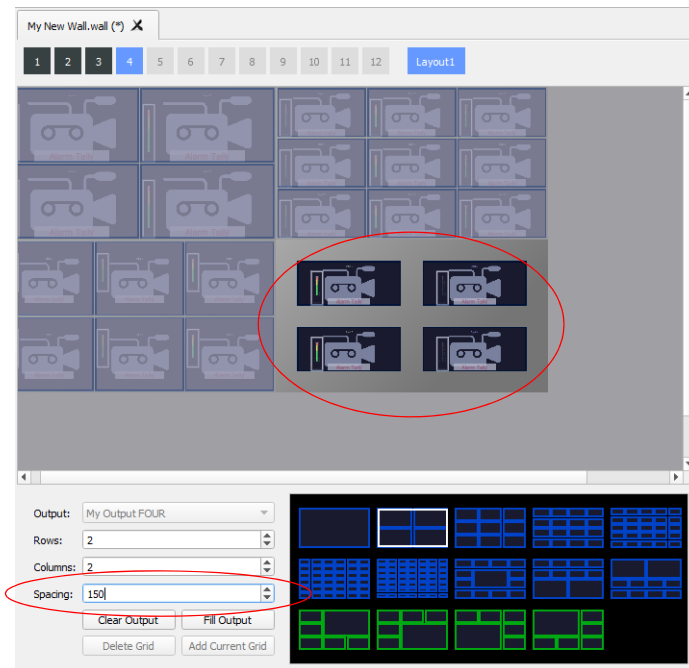 My New Wall.wall (*) X
1 2 3 4 5 6 7 8 9 10 11 12 Layout1
Output: My Output FOUR
Rows: 2
Columns: 2
Spacing: 150
Clear Output Fill Output
Delete Grid Add Current Grid